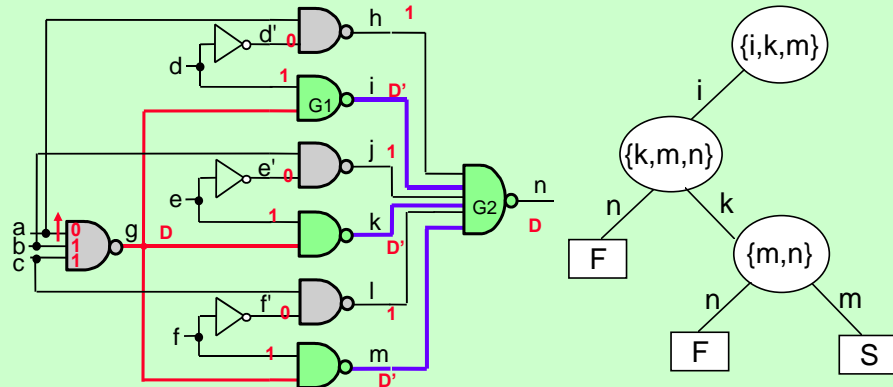 h 1
d' 0
d
1 i D'
G1
{i,k,m}
i
j 1
e' 0
e
{k,m,n}
n
G2
D
a 0 g D
b 1
c 1
1 k
D'
n k
F
{m,n}
l
f' 0 1
f
n m
1 m
D'
F S